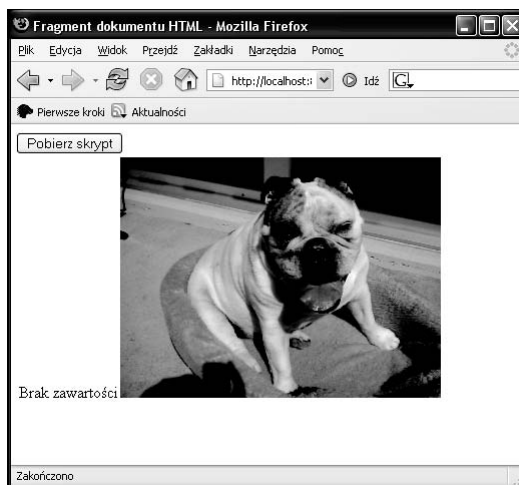 Fragment dokumentu HTML - Mozilla Firefox
Plik Edycja Widok Przejdź Zakładki Narzędzia Pomoc
http://localhost:8 Idź G
Pierwsze kroki Aktualności
Pobierz skrypt
Brak zawartości
Zakończono